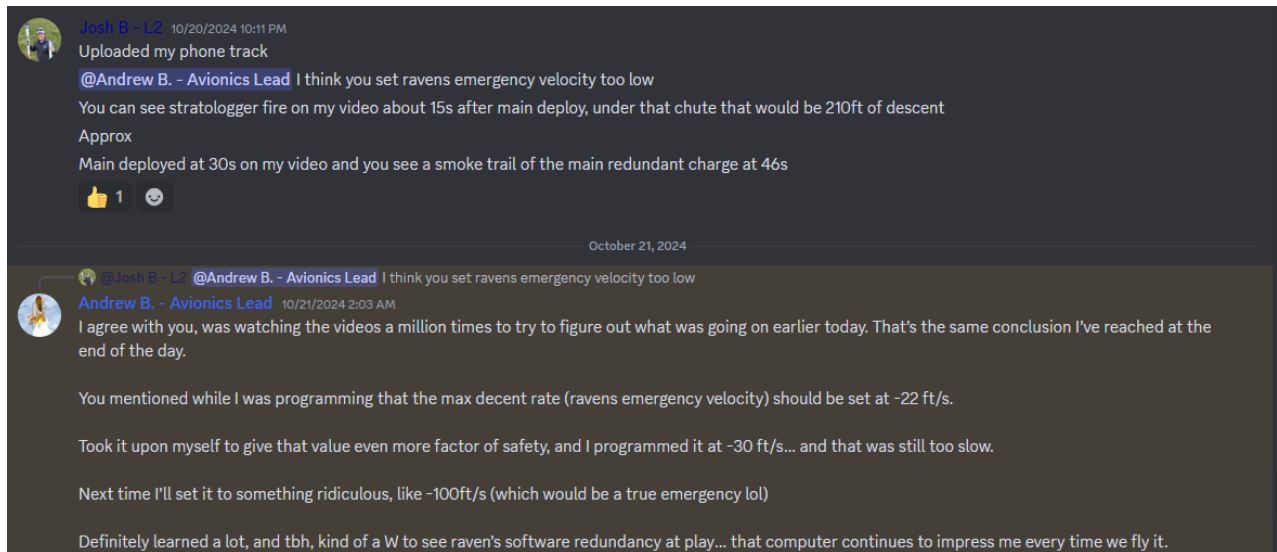 Josh B - L2 10/20/2024 10:11 PM
Uploaded my phone track
@Andrew B. - Avionics Lead I think you set ravens emergency velocity too low
You can see stratologger fire on my video about 15s after main deploy, under that chute that would be 210ft of descent
Approx
Main deployed at 30s on my video and you see a smoke trail of the main redundant charge at 46s
👍 1
October 21, 2024
@Josh B - L2 @Andrew B. - Avionics Lead I think you set ravens emergency velocity too low
Andrew B. - Avionics Lead 10/21/2024 2:03 AM
I agree with you, was watching the videos a million times to try to figure out what was going on earlier today. That's the same conclusion I've reached at the
end of the day.
You mentioned while I was programming that the max decent rate (ravens emergency velocity) should be set at -22 ft/s.
Took it upon myself to give that value even more factor of safety, and I programmed it at -30 ft/s... and that was still too slow.
Next time I'll set it to something ridiculous, like -100ft/s (which would be a true emergency lol)
Definitely learned a lot, and tbh, kind of a W to see raven's software redundancy at play... that computer continues to impress me every time we fly it.